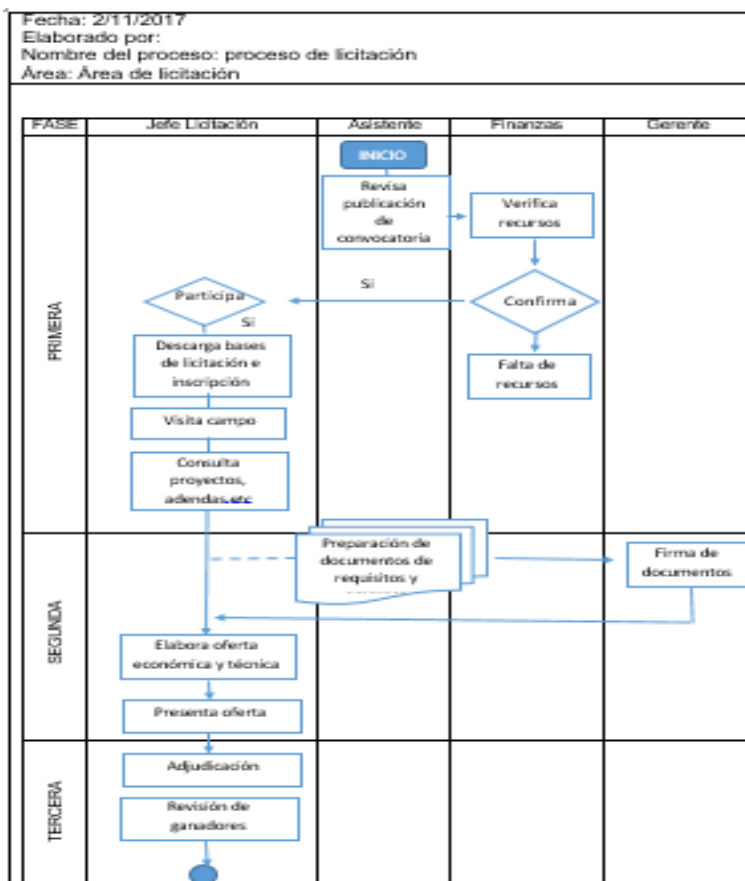 Fecha: 2/11/2017
Elaborado por:
Nombre del proceso: proceso de licitación
Área: Área de licitación
FASE
Jefe Licitación
Asistente
Finanzas
Gerente
PRIMERA
INICIO
Revisa
publicación
de
convocatoria
Verifica
recursos
Confirma
Si
Participa
Si
Falta de
recursos
Descarga bases
de licitación e
inscripción
Visita campo
Consulta
proyectos,
adendas,etc
SEGUNDA
Preparación de
documentos de
requisitos y
Firma de
documentos
Elabora oferta
económica y técnica
Presenta oferta
TERCERA
Adjudicación
Revisión de
ganadores